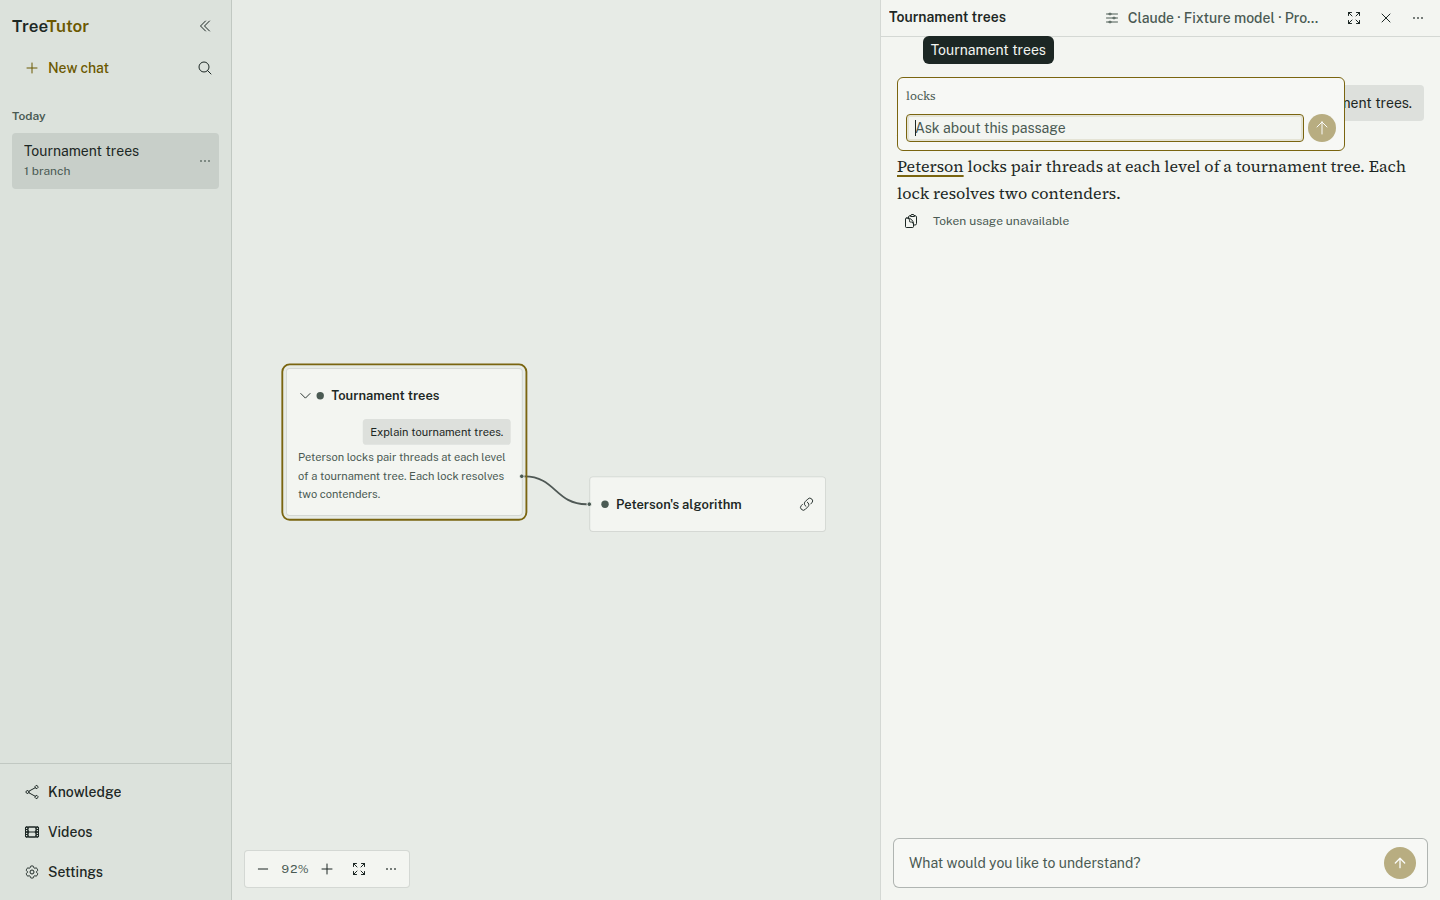 TreeTutor
New chat
Today
Tournament trees
1 branch
Knowledge
Videos
Settings
Tournament trees
Explain tournament trees.
Peterson locks pair threads at each level
of a tournament tree. Each lock resolves
two contenders.
Peterson's algorithm
92%
Tournament trees
Claude · Fixture model · Pro...
Tournament trees
locks
Ask about this passage
trees.
Peterson locks pair threads at each level of a tournament tree. Each
lock resolves two contenders.
Token usage unavailable
What would you like to understand?